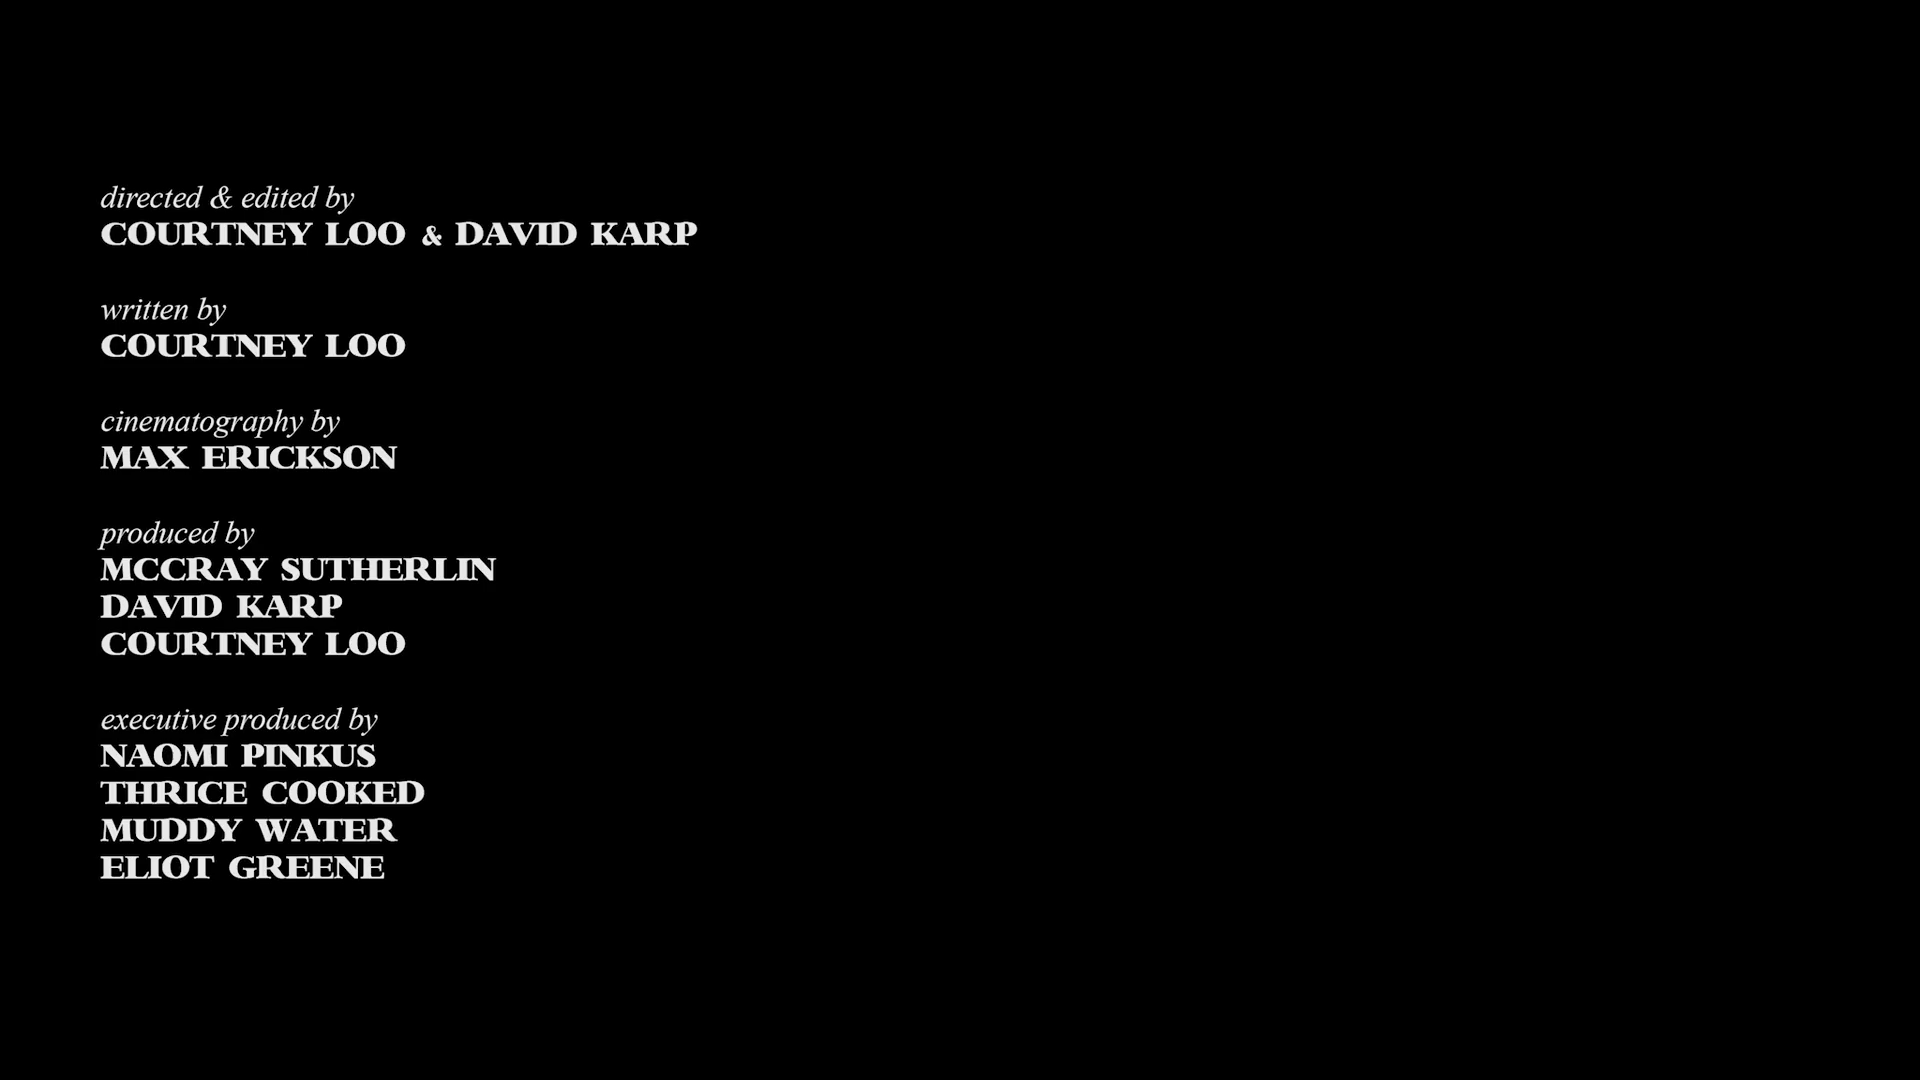 directed & edited by
COURTNEY LOO & DAVID KARP
written by
COURTNEY LOO
cinematography by
MAX ERICKSON
produced by
MCCRAY SUTHERLIN
DAVID KARP
COURTNEY LOO
executive produced by
NAOMI PINKUS
THRICE COOKED
MUDDY WATER
ELIOT GREENE